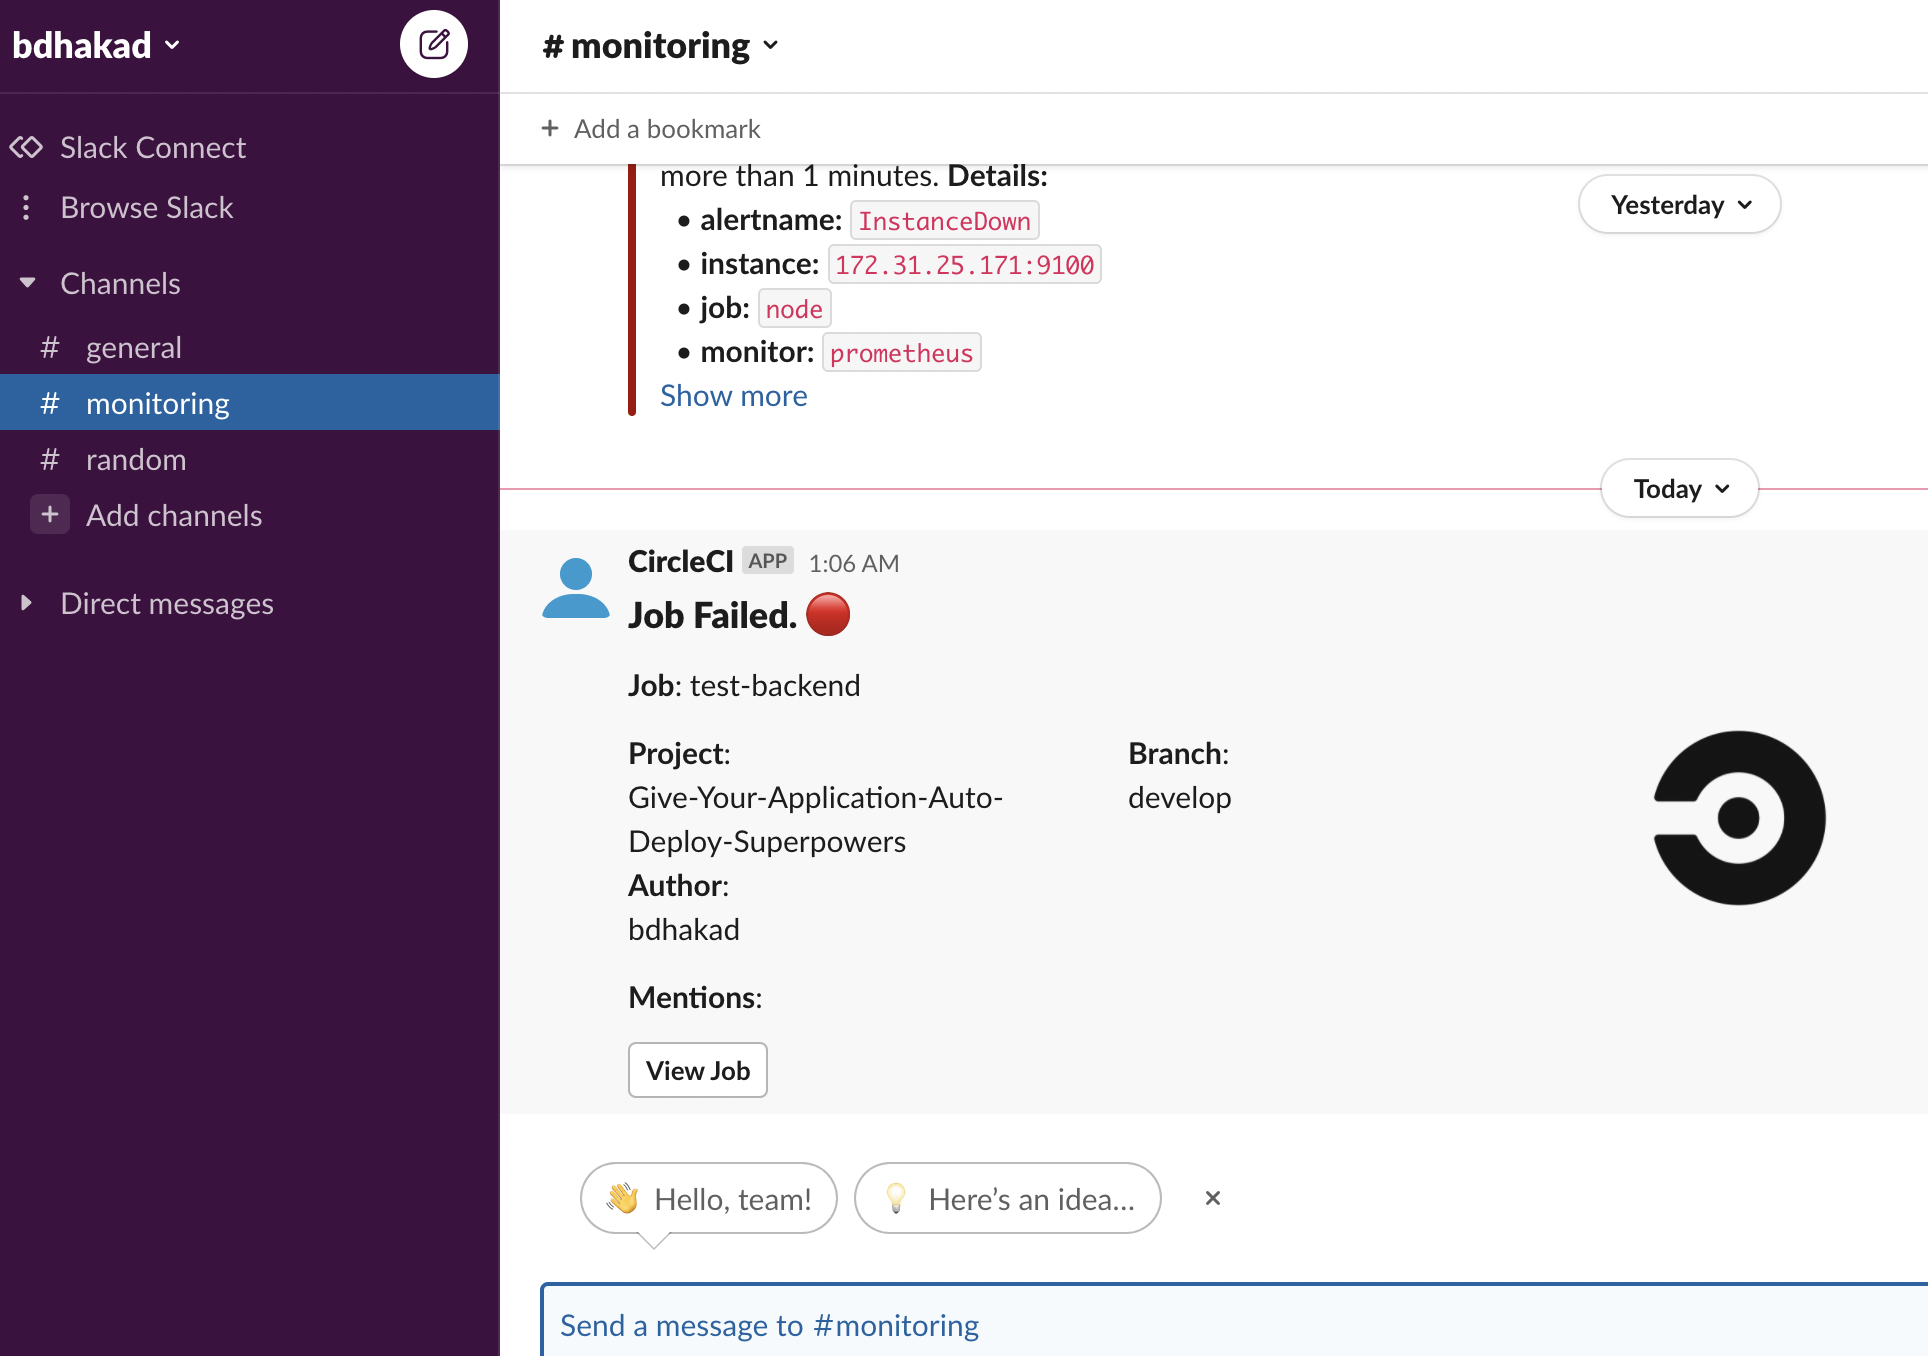 bdhakad
Slack Connect
Browse Slack
Channels
# general
# monitoring
# random
+ Add channels
Direct messages
# monitoring
+ Add a bookmark
more than 1 minutes. Details:
Yesterday
• alertname: InstanceDown
• instance: 172.31.25.171:9100
• job: node
• monitor: prometheus
Show more
Today
CircleCI APP 1:06 AM
Job Failed.
Job: test-backend
Project:
Give-Your-Application-Auto-
Deploy-Superpowers
Branch:
develop
Author:
bdhakad
Mentions:
View Job
Hello, team!
Here’s an idea...
Send a message to #monitoring